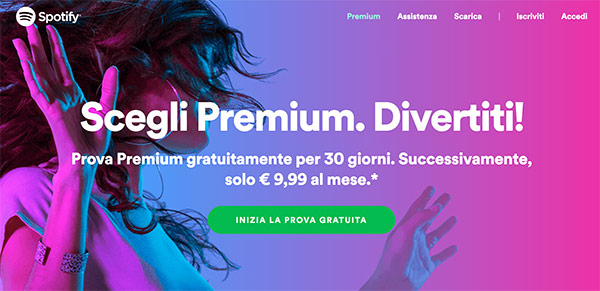 Spotify
Premium Assistenza Scarica | Iscriviti Accedi
Scegli Premium. Divertiti!
Prova Premium gratuitamente per 30 giorni. Successivamente,
solo € 9,99 al mese.*
INIZIA LA PROVA GRATUITA